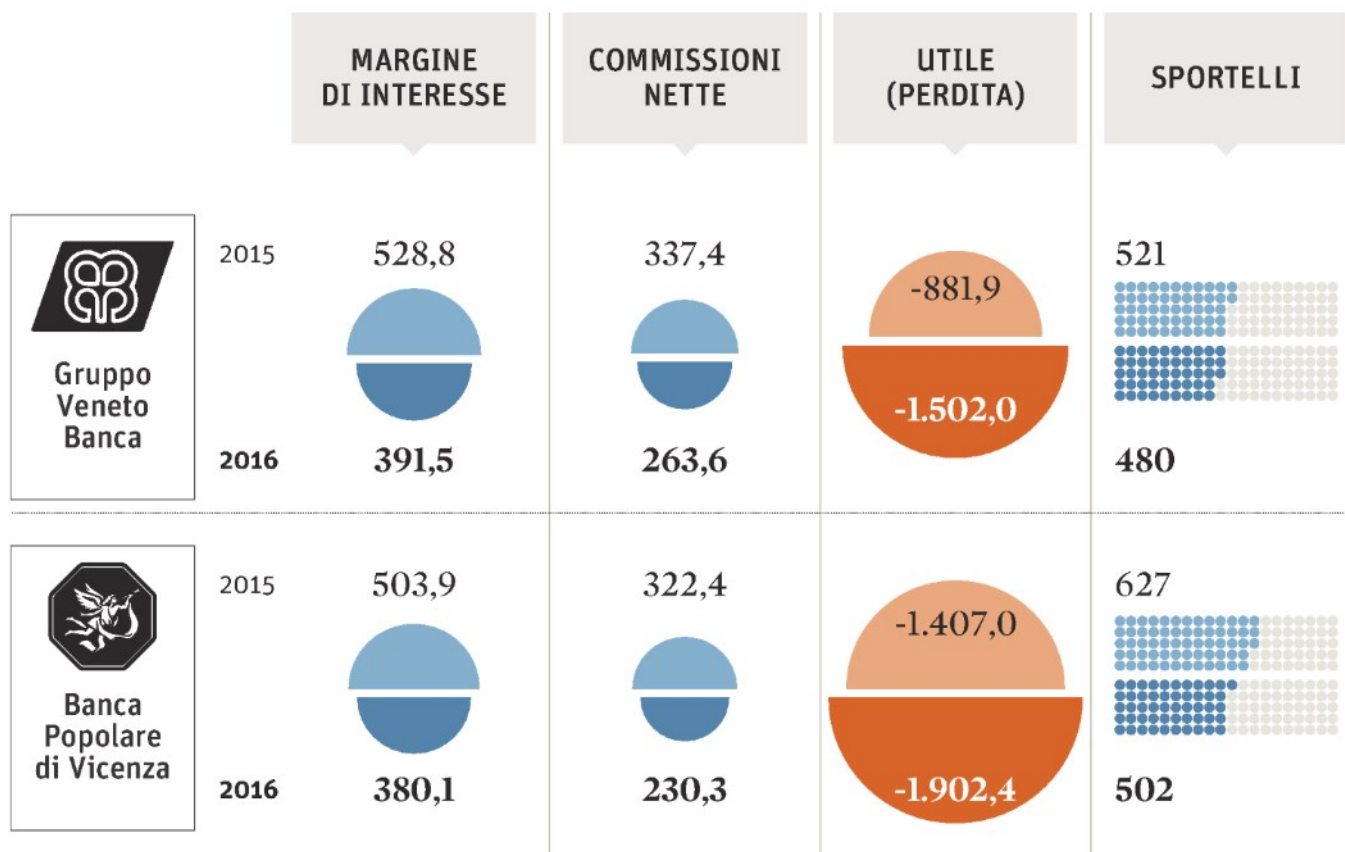 MARGINE
DI INTERESSE
COMMISSIONI
NETTE
UTILE
(PERDITA)
SPORTELLI
Gruppo
Veneto
Banca
2015
528,8
337,4
-881,9
521
-1.502,0
2016
391,5
263,6
480
Banca
Popolare
di Vicenza
2015
503,9
322,4
-1.407,0
627
2016
380,1
230,3
-1.902,4
502